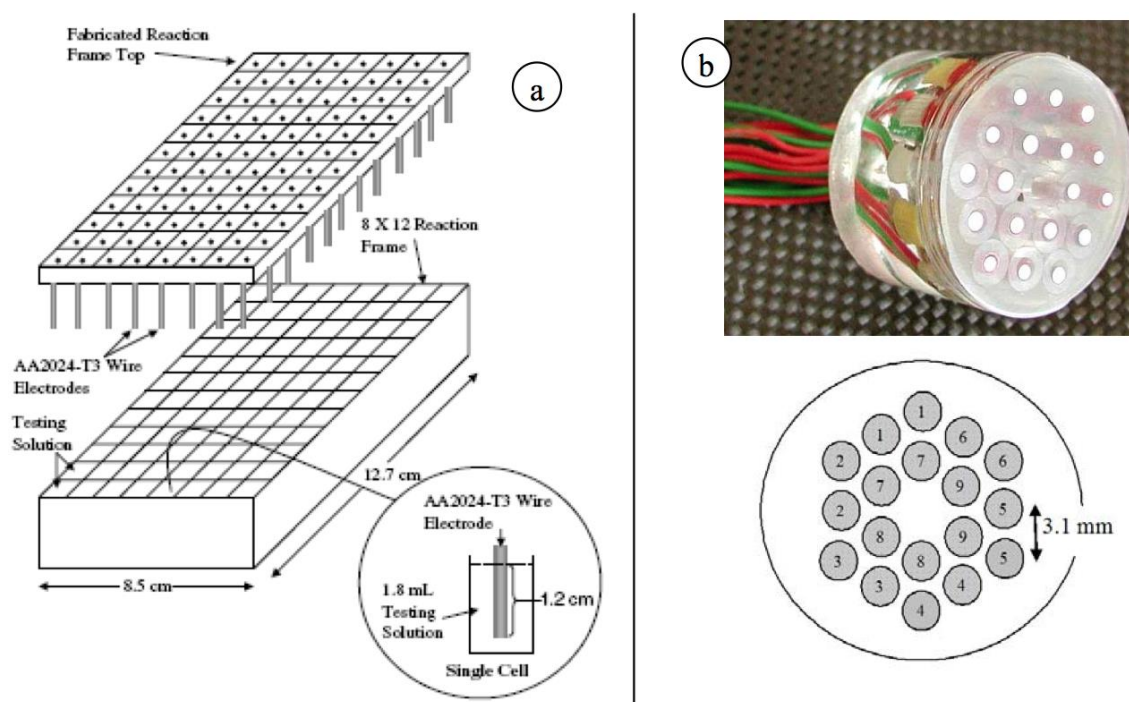 Fabricated Reaction
Frame Top
a
8 X 12 Reaction
Frame
AA2024-T3 Wire
Electrodes
Testing
Solution
12.7 cm
8.5 cm
AA2024-T3 Wire
Electrode
1.8 mL
Testing
Solution
1.2 cm
Single Cell
b
1
1
6
2
7
6
7
9
2
5
3.1 mm
8
9
3
8
5
3
4
4